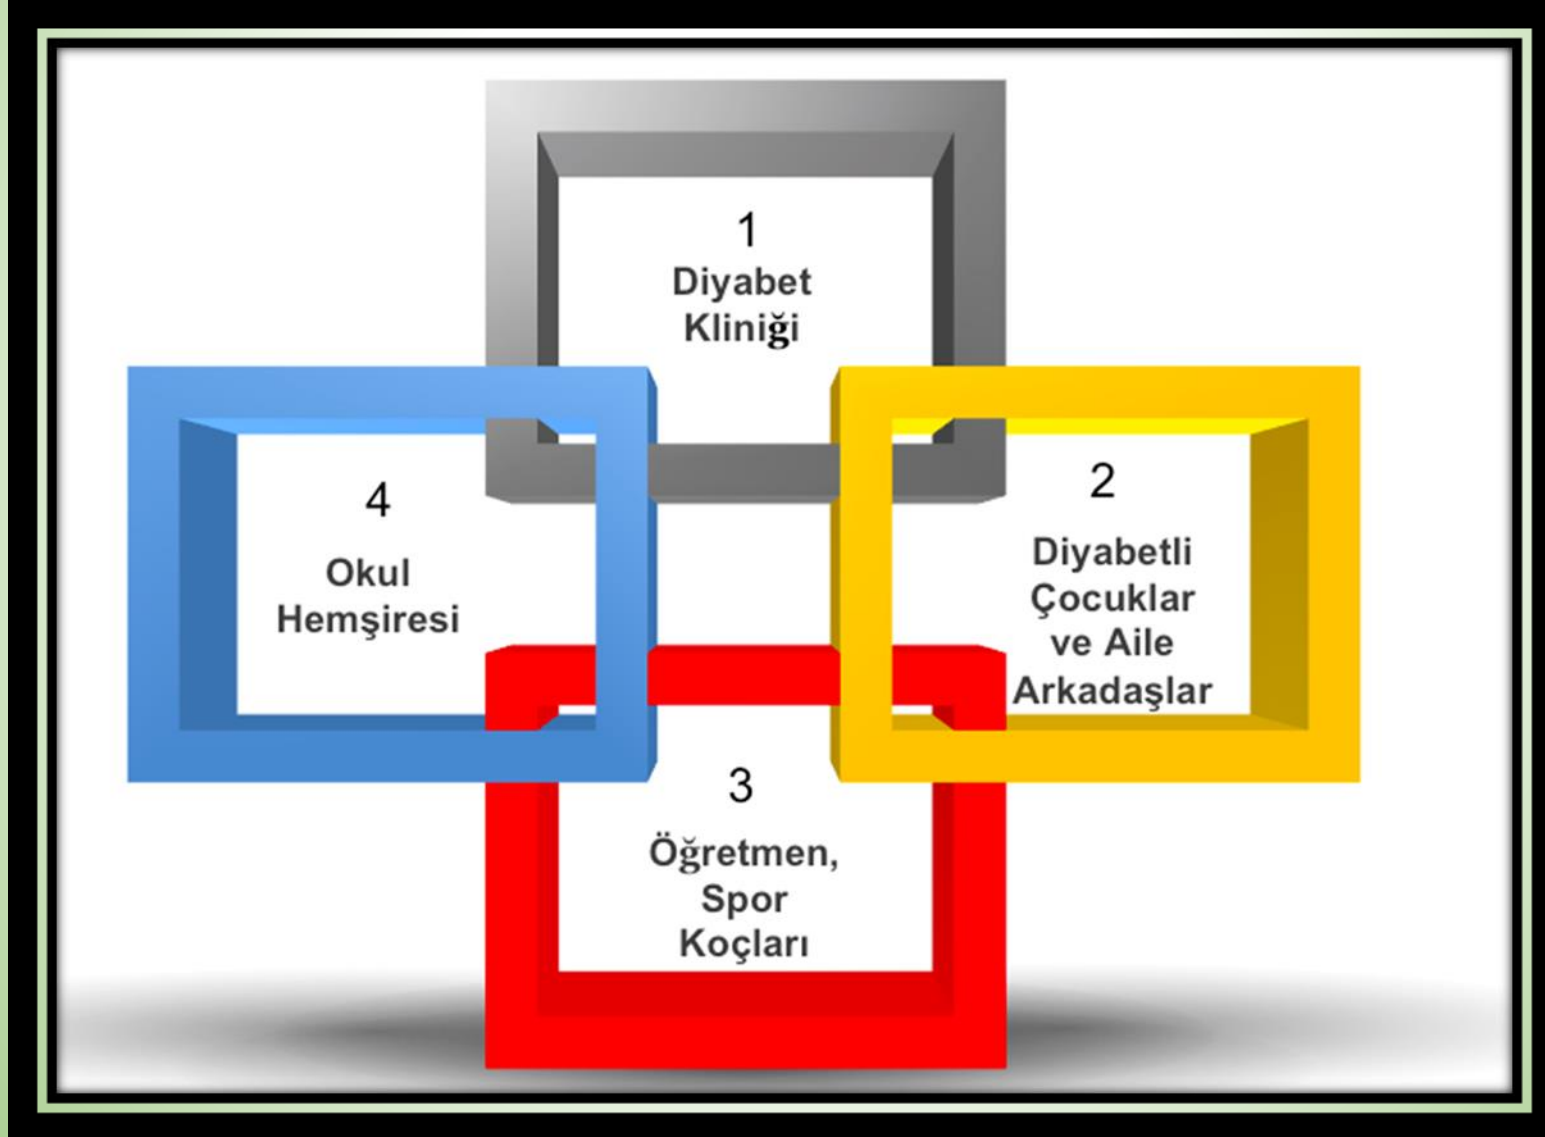 1
Diyabet
Kliniği
2
Diyabetli
Çocuklar
ve Aile
Arkadaşlar
3
Öğretmen,
Spor
Koçları
4
Okul
Hemşiresi